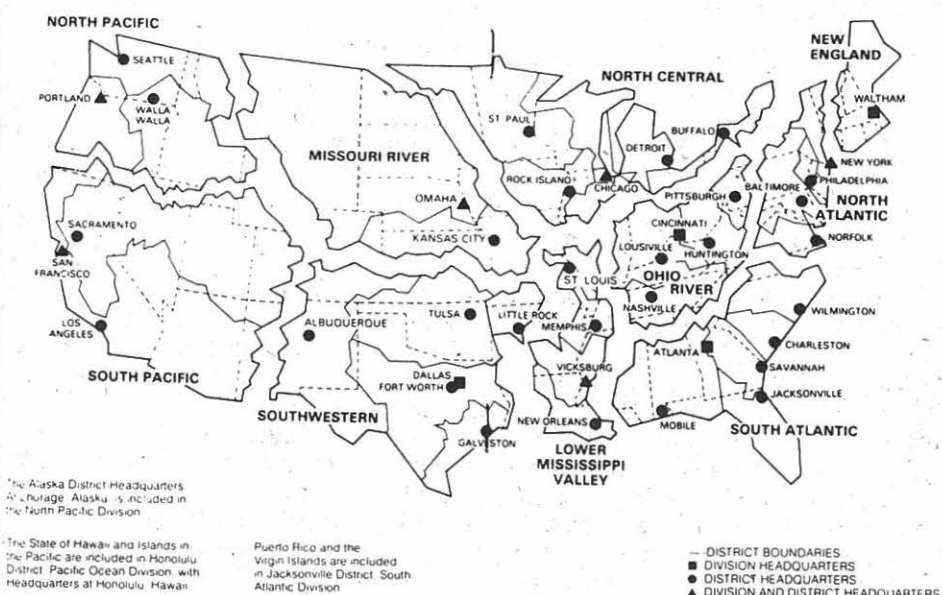 NORTH PACIFIC
SEATTLE
PORTLAND
WALLA
WALLA
NEW
ENGLAND
WALTHAM
NORTH CENTRAL
ST PAUL
BUFFALO
DETROIT
MISSOURI RIVER
ROCK ISLAND
CHICAGO
NEW YORK
PHILADELPHIA
BALTIMORE
PITTSBURGH
NORTH
ATLANTIC
OMAHA
KANSAS CITY
SACRAMENTO
SAN
FRANCISCO
CINCINNATI
LOUSIVILLE
HUNTINGTON
NORFOLK
OHIO
RIVER
NASHVILLE
ST LOUIS
LOS
ANGELES
SOUTH PACIFIC
ALBUQUERQUE
TULSA
LITTLE ROCK
MEMPHIS
WILMINGTON
CHARLESTON
ATLANTA
SAVANNAH
JACKSONVILLE
DALLAS
FORT WORTH
VICKSBURG
SOUTHWESTERN
GALVESTON
NEW ORLEANS
MOBILE
SOUTH ATLANTIC
LOWER
MISSISSIPPI
VALLEY
The Alaska District Headquarters
Anchorage Alaska is included in
the North Pacific Division
The State of Hawaii and Islands in
the Pacific are included in Honolulu
District Pacific Ocean Division with
Headquarters at Honolulu Hawaii
Puerto Rico and the
Virgin Islands are included
in Jacksonville District South
Atlantic Division
DISTRICT BOUNDARIES
DIVISION HEADQUARTERS
DISTRICT HEADQUARTERS
DIVISION AND DISTRICT HEADQUARTERS